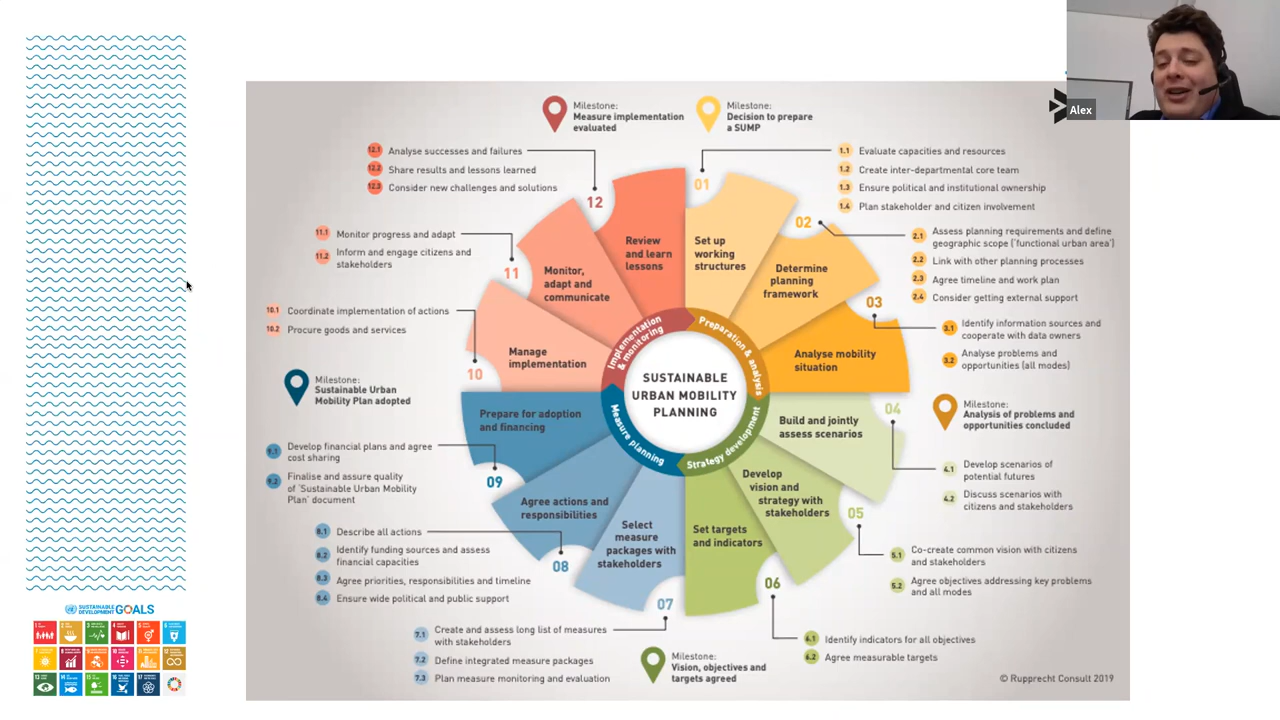 Alex
Milestone:
Measure implementation
evaluated
Milestone:
Decision to prepare
a SUMP
12.1 Analyse successes and failures
12.2 Share results and lessons learned
12.3 Consider new challenges and solutions
1.1 Evaluate capacities and resources
1.2 Create inter-departmental core team
1.3 Ensure political and institutional ownership
1.4 Plan stakeholder and citizen involvement
11.1 Monitor progress and adapt
11.2 Inform and engage citizens and
stakeholders
2.1 Assess planning requirements and define
geographic scope (‘functional urban area’)
2.2 Link with other planning processes
2.3 Agree timeline and work plan
2.4 Consider getting external support
10.1 Coordinate implementation of actions
10.2 Procure goods and services
3.1 Identify information sources and
cooperate with data owners
3.2 Analyse problems and
opportunities (all modes)
Milestone:
Sustainable Urban
Mobility Plan adopted
Milestone:
Analysis of problems and
opportunities concluded
01
Set up
working
structures
02
Determine
planning
framework
03
Analyse mobility
situation
04
Build and jointly
assess scenarios
05
Develop
vision and
strategy with
stakeholders
06
Set targets
and indicators
07
Select
measure
packages with
stakeholders
08
Agree actions and
responsibilities
09
Prepare for adoption
and financing
10
Manage
implementation
11
Monitor,
adapt and
communicate
12
Review
and learn
lessons
Preparation & analysis
Strategy development
Measure planning
Implementation
& monitoring
SUSTAINABLE
URBAN MOBILITY
PLANNING
9.1 Develop financial plans and agree
cost sharing
9.2 Finalise and assure quality
of ‘Sustainable Urban Mobility
Plan’ document
4.1 Develop scenarios of
potential futures
4.2 Discuss scenarios with
citizens and stakeholders
8.1 Describe all actions
8.2 Identify funding sources and assess
financial capacities
8.3 Agree priorities, responsibilities and timeline
8.4 Ensure wide political and public support
5.1 Co-create common vision with citizens
and stakeholders
5.2 Agree objectives addressing key problems
and all modes
7.1 Create and assess long list of measures
with stakeholders
7.2 Define integrated measure packages
7.3 Plan measure monitoring and evaluation
Milestone:
Vision, objectives and
targets agreed
6.1 Identify indicators for all objectives
6.2 Agree measurable targets
© Rupprecht Consult 2019
SUSTAINABLE
DEVELOPMENT GOALS